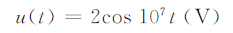 u(t) = 2cos 10⁷t (V)